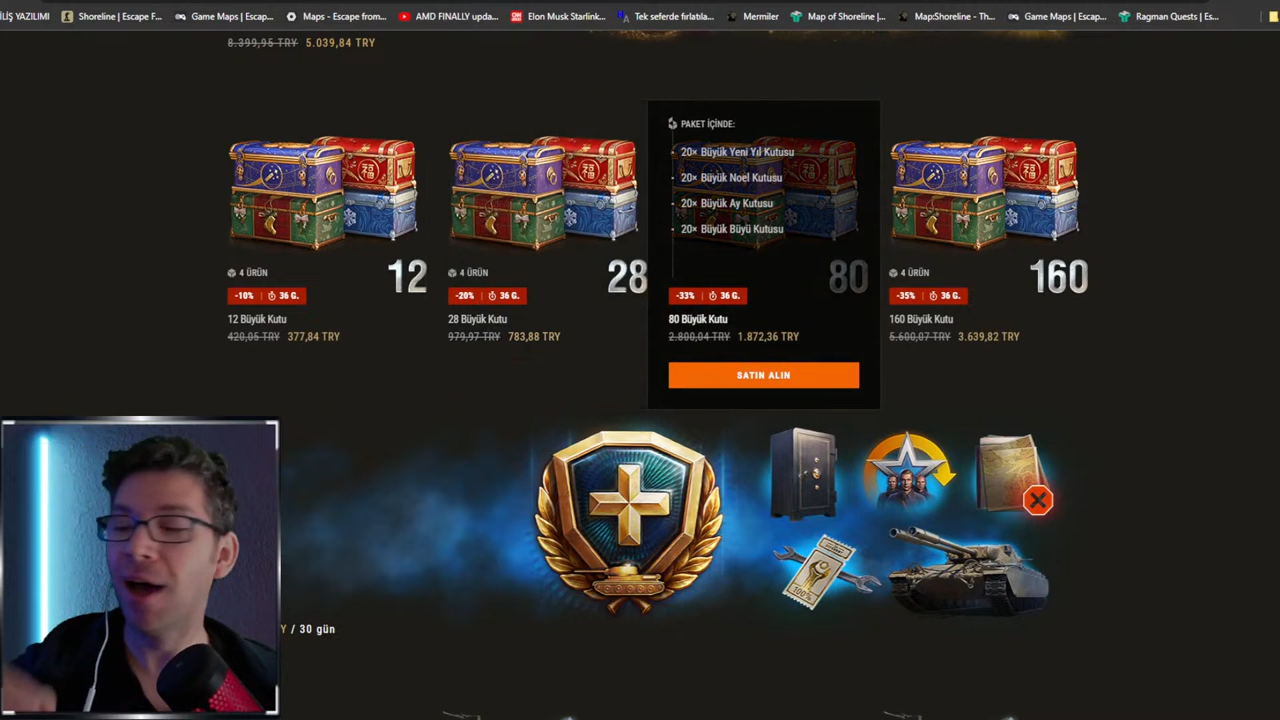 İLİŞ YAZILIMI
Shoreline | Escape F...
Game Maps | Escap...
Maps - Escape from...
AMD FINALLY upda...
Elon Musk Starlink...
Tek seferde fırlatıla...
Mermiler
Map of Shoreline |...
Map:Shoreline - Th...
Game Maps | Escap...
Ragman Quests | Es...
8.399,95 TRY 5.039,84 TRY
4 ÜRÜN
12
-10% | 36 G.
12 Büyük Kutu
420,05 TRY 377,84 TRY
4 ÜRÜN
28
-20% | 36 G.
28 Büyük Kutu
979,97 TRY 783,88 TRY
PAKET İÇİNDE:
20× Büyük Yeni Yıl Kutusu
20× Büyük Noel Kutusu
20× Büyük Ay Kutusu
20× Büyük Büyü Kutusu
80
-33% | 36 G.
80 Büyük Kutu
2.800,04 TRY 1.872,36 TRY
SATIN ALIN
4 ÜRÜN
160
-35% | 36 G.
160 Büyük Kutu
5.600,07 TRY 3.639,82 TRY
100%
Y / 30 gün